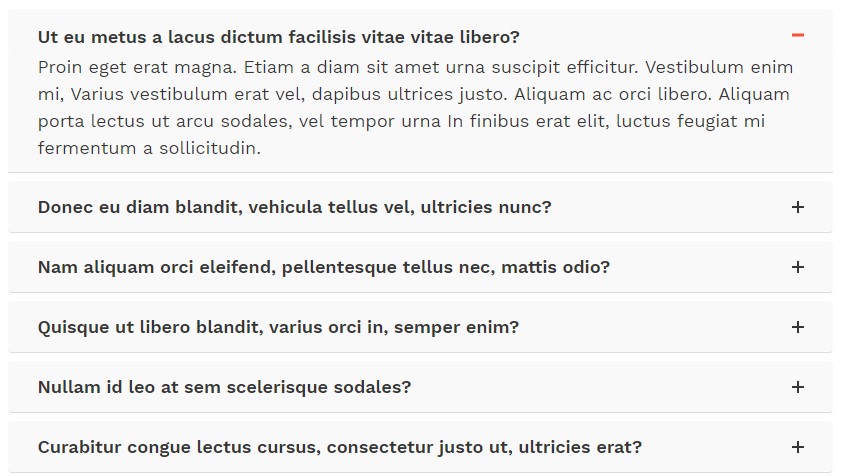 Ut eu metus a lacus dictum facilisis vitae vitae libero?
Proin eget erat magna. Etiam a diam sit amet urna suscipit efficitur. Vestibulum enim
mi, Varius vestibulum erat vel, dapibus ultrices justo. Aliquam ac orci libero. Aliquam
porta lectus ut arcu sodales, vel tempor urna In finibus erat elit, luctus feugiat mi
fermentum a sollicitudin.
Donec eu diam blandit, vehicula tellus vel, ultricies nunc?
Nam aliquam orci eleifend, pellentesque tellus nec, mattis odio?
Quisque ut libero blandit, varius orci in, semper enim?
Nullam id leo at sem scelerisque sodales?
Curabitur congue lectus cursus, consectetur justo ut, ultricies erat?